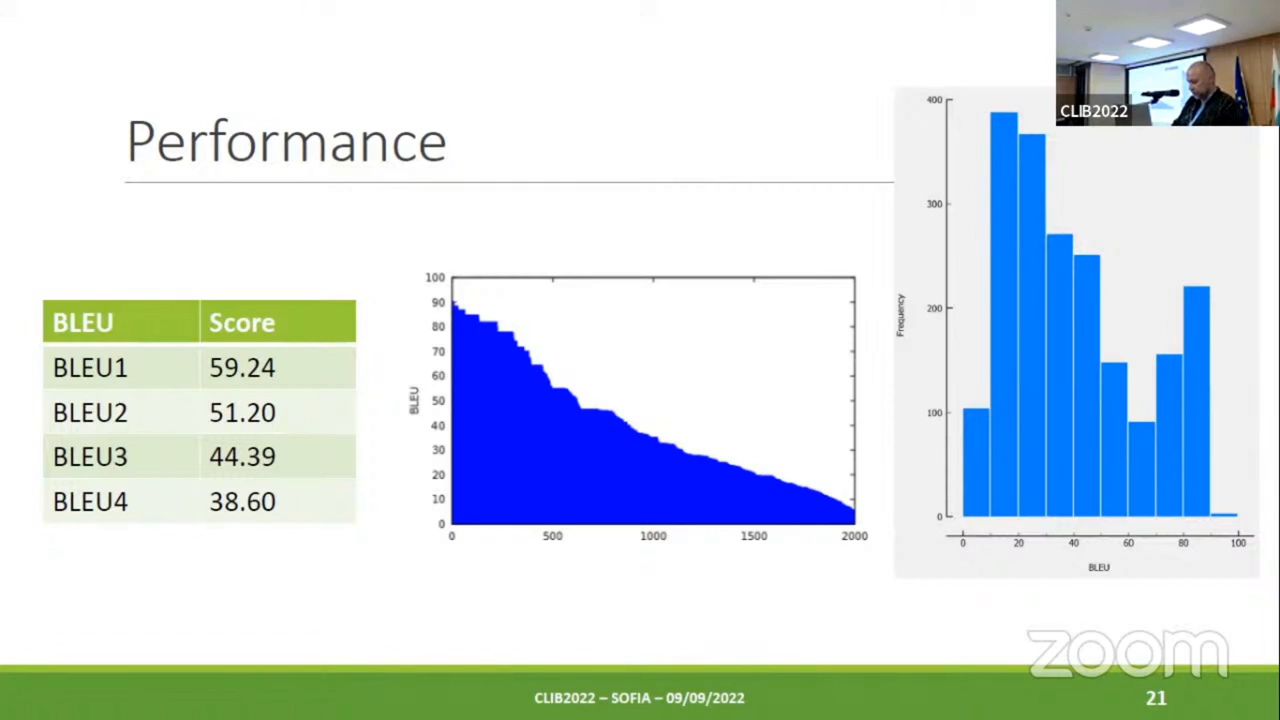 CLIB2022
Performance
BLEU Score
BLEU1 59.24
BLEU2 51.20
BLEU3 44.39
BLEU4 38.60
100
90
80
70
60
50
40
30
20
10
0
BLEU
0 500 1000 1500 2000
400
300
200
100
0
Frequency
0 20 40 60 80 100
BLEU
zoom
CLIB2022 – SOFIA – 09/09/2022
21